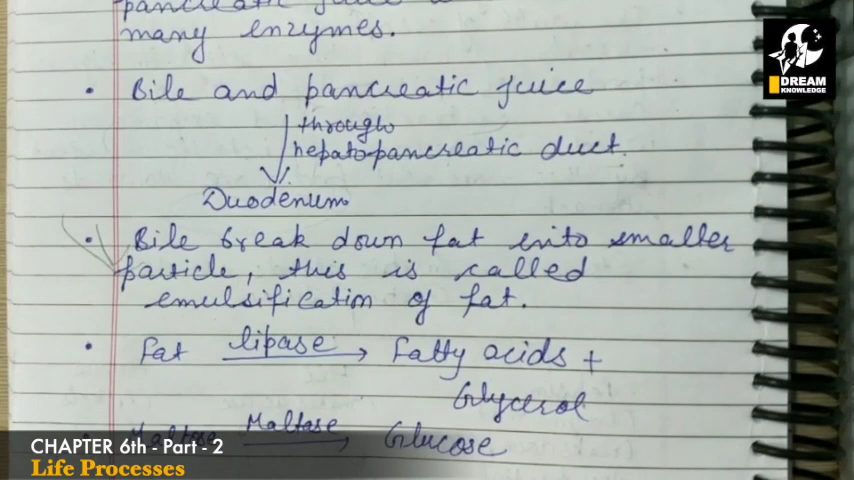 many enzymes.
DREAM
KNOWLEDGE
• Bile and pancreatic juice
through
hepatopancreatic duct.
Duodenum
• Bile break down fat into smaller
particle, this is called
emulsification of fat.
• Fat lipase → Fatty acids +
Glycerol
Maltase → Glucose
CHAPTER 6th - Part - 2
Life Processes